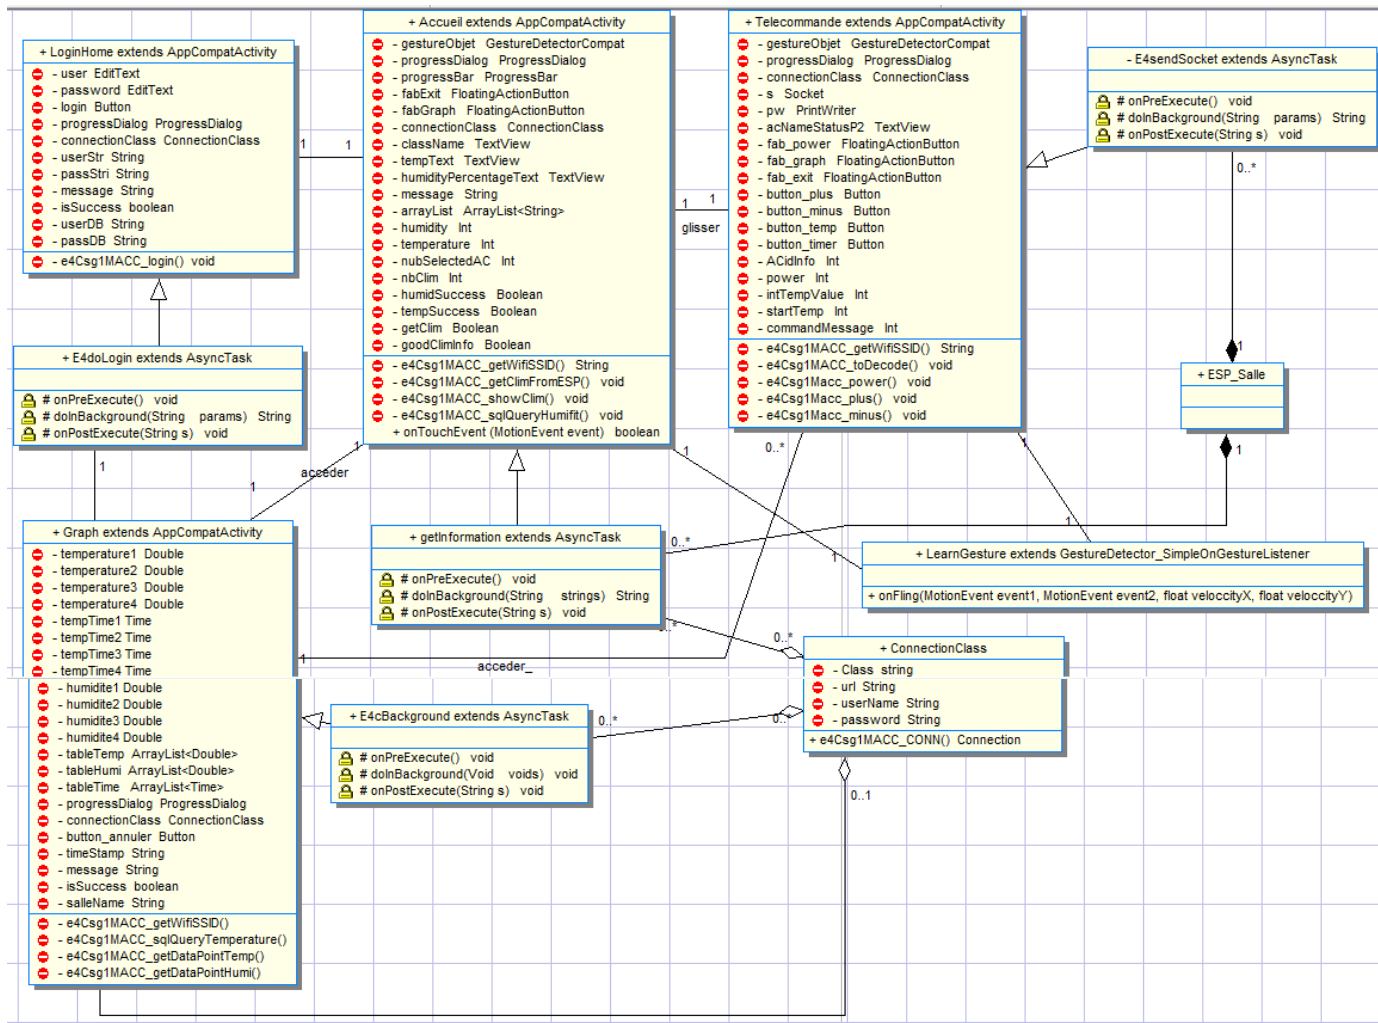 + LoginHome extends AppCompatActivity
- user EditText
- password EditText
- login Button
- progressDialog ProgressDialog
- connectionClass ConnectionClass
- userStr String
- passStri String
- message String
- isSuccess boolean
- userDB String
- passDB String
- e4Csg1MACC_login() void
1
1
+ Accueil extends AppCompatActivity
- gestureObjet GestureDetectorCompat
- progressDialog ProgressDialog
- progressBar ProgressBar
- fabExit FloatingActionButton
- fabGraph FloatingActionButton
- connectionClass ConnectionClass
- className TextView
- tempText TextView
- humidityPercentageText TextView
- message String
- arrayList ArrayList<String>
- humidity Int
- temperature Int
- nubSelectedAC Int
- nbClim Int
- humidSuccess Boolean
- tempSuccess Boolean
- getClim Boolean
- goodClimInfo Boolean
- e4Csg1MACC_getWifiSSID() String
- e4Csg1MACC_getClimFromESP() void
- e4Csg1MACC_showClim() void
- e4Csg1MACC_sqlQueryHumifit() void
+ onTouchEvent (MotionEvent event) boolean
1
1
glisser
+ Telecommande extends AppCompatActivity
- gestureObjet GestureDetectorCompat
- progressDialog ProgressDialog
- connectionClass ConnectionClass
- s Socket
- pw PrintWriter
- acNameStatusP2 TextView
- fab_power FloatingActionButton
- fab_graph FloatingActionButton
- fab_exit FloatingActionButton
- button_plus Button
- button_minus Button
- button_temp Button
- button_timer Button
- ACidInfo Int
- power Int
- intTempValue Int
- startTemp Int
- commandMessage Int
- e4Csg1MACC_getWifiSSID() String
- e4Csg1MACC_toDecode() void
- e4Csg1Macc_power() void
- e4Csg1Macc_plus() void
- e4Csg1Macc_minus() void
- E4sendSocket extends AsyncTask
# onPreExecute() void
# doInBackground(String params) String
# onPostExecute(String s) void
0..*
1
+ ESP_Salle
1
+ E4doLogin extends AsyncTask
# onPreExecute() void
# doInBackground(String params) String
# onPostExecute(String s) void
1
1
acceder
1
1
0..*
1
+ getInformation extends AsyncTask
# onPreExecute() void
# doInBackground(String strings) String
# onPostExecute(String s) void
0..*
1
1
+ LearnGesture extends GestureDetector_SimpleOnGestureListener
+ onFling(MotionEvent event1, MotionEvent event2, float veloccityX, float veloccityY)
+ Graph extends AppCompatActivity
- temperature1 Double
- temperature2 Double
- temperature3 Double
- temperature4 Double
- tempTime1 Time
- tempTime2 Time
- tempTime3 Time
- tempTime4 Time
- humidite1 Double
- humidite2 Double
- humidite3 Double
- humidite4 Double
- tableTemp ArrayList<Double>
- tableHumi ArrayList<Double>
- tableTime ArrayList<Time>
- progressDialog ProgressDialog
- connectionClass ConnectionClass
- button_annuler Button
- timeStamp String
- message String
- isSuccess boolean
- salleName String
- e4Csg1MACC_getWifiSSID()
- e4Csg1MACC_sqlQueryTemperature()
- e4Csg1MACC_getDataPointTemp()
- e4Csg1MACC_getDataPointHumi()
1
acceder_
0..*
+ ConnectionClass
- Class string
- url String
- userName String
- password String
+ e4Csg1MACC_CONN() Connection
+ E4cBackground extends AsyncTask
# onPreExecute() void
# doInBackground(Void voids) void
# onPostExecute(String s) void
0..*
0..*
0..1